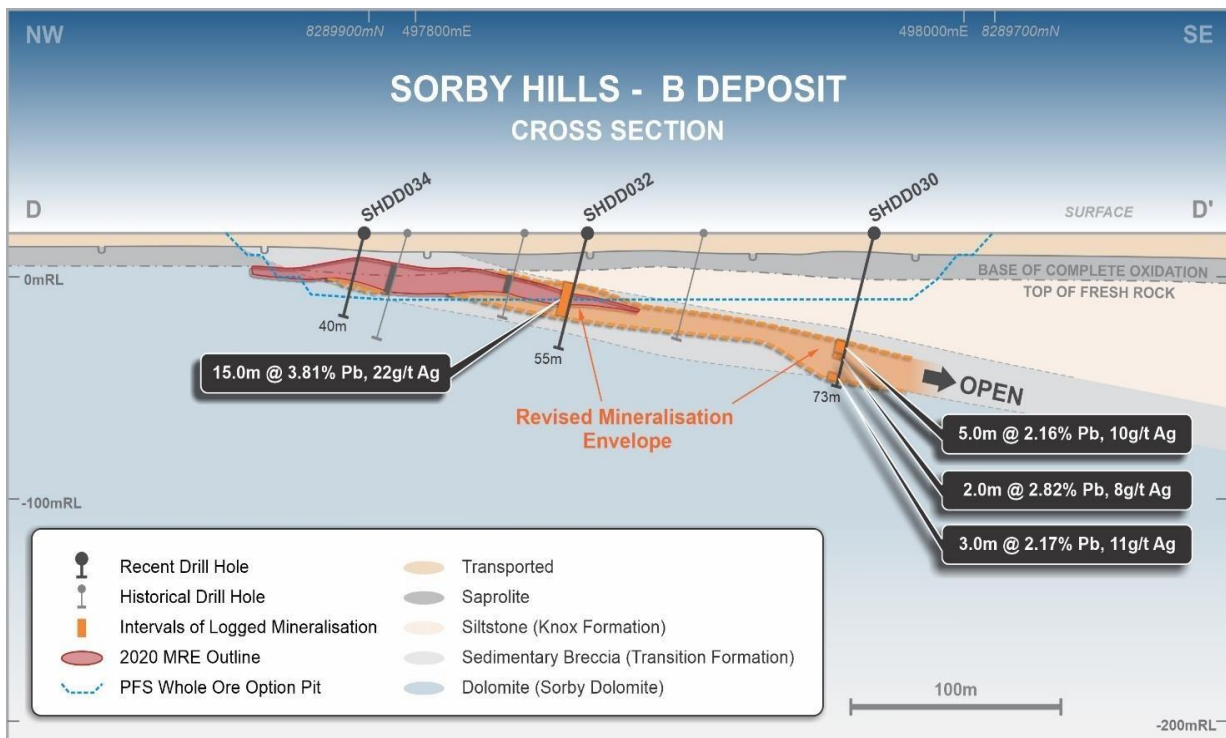 NW
8289900mN
497800mE
498000mE
8289700mN
SE
SORBY HILLS - B DEPOSIT
CROSS SECTION
D
SHDD034
SHDD032
SHDD030
SURFACE
D'
0mRL
BASE OF COMPLETE OXIDATION
TOP OF FRESH ROCK
40m
55m
73m
15.0m @ 3.81% Pb, 22g/t Ag
Revised Mineralisation
Envelope
OPEN
5.0m @ 2.16% Pb, 10g/t Ag
2.0m @ 2.82% Pb, 8g/t Ag
3.0m @ 2.17% Pb, 11g/t Ag
-100mRL
Recent Drill Hole
Historical Drill Hole
Intervals of Logged Mineralisation
2020 MRE Outline
PFS Whole Ore Option Pit
Transported
Saprolite
Siltstone (Knox Formation)
Sedimentary Breccia (Transition Formation)
Dolomite (Sorby Dolomite)
100m
-200mRL